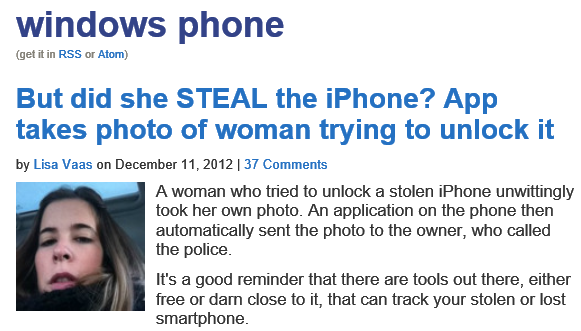 windows phone
(get it in RSS or Atom)
But did she STEAL the iPhone? App
takes photo of woman trying to unlock it
by Lisa Vaas on December 11, 2012 | 37 Comments
A woman who tried to unlock a stolen iPhone unwittingly
took her own photo. An application on the phone then
automatically sent the photo to the owner, who called
the police.
It's a good reminder that there are tools out there, either
free or darn close to it, that can track your stolen or lost
smartphone.